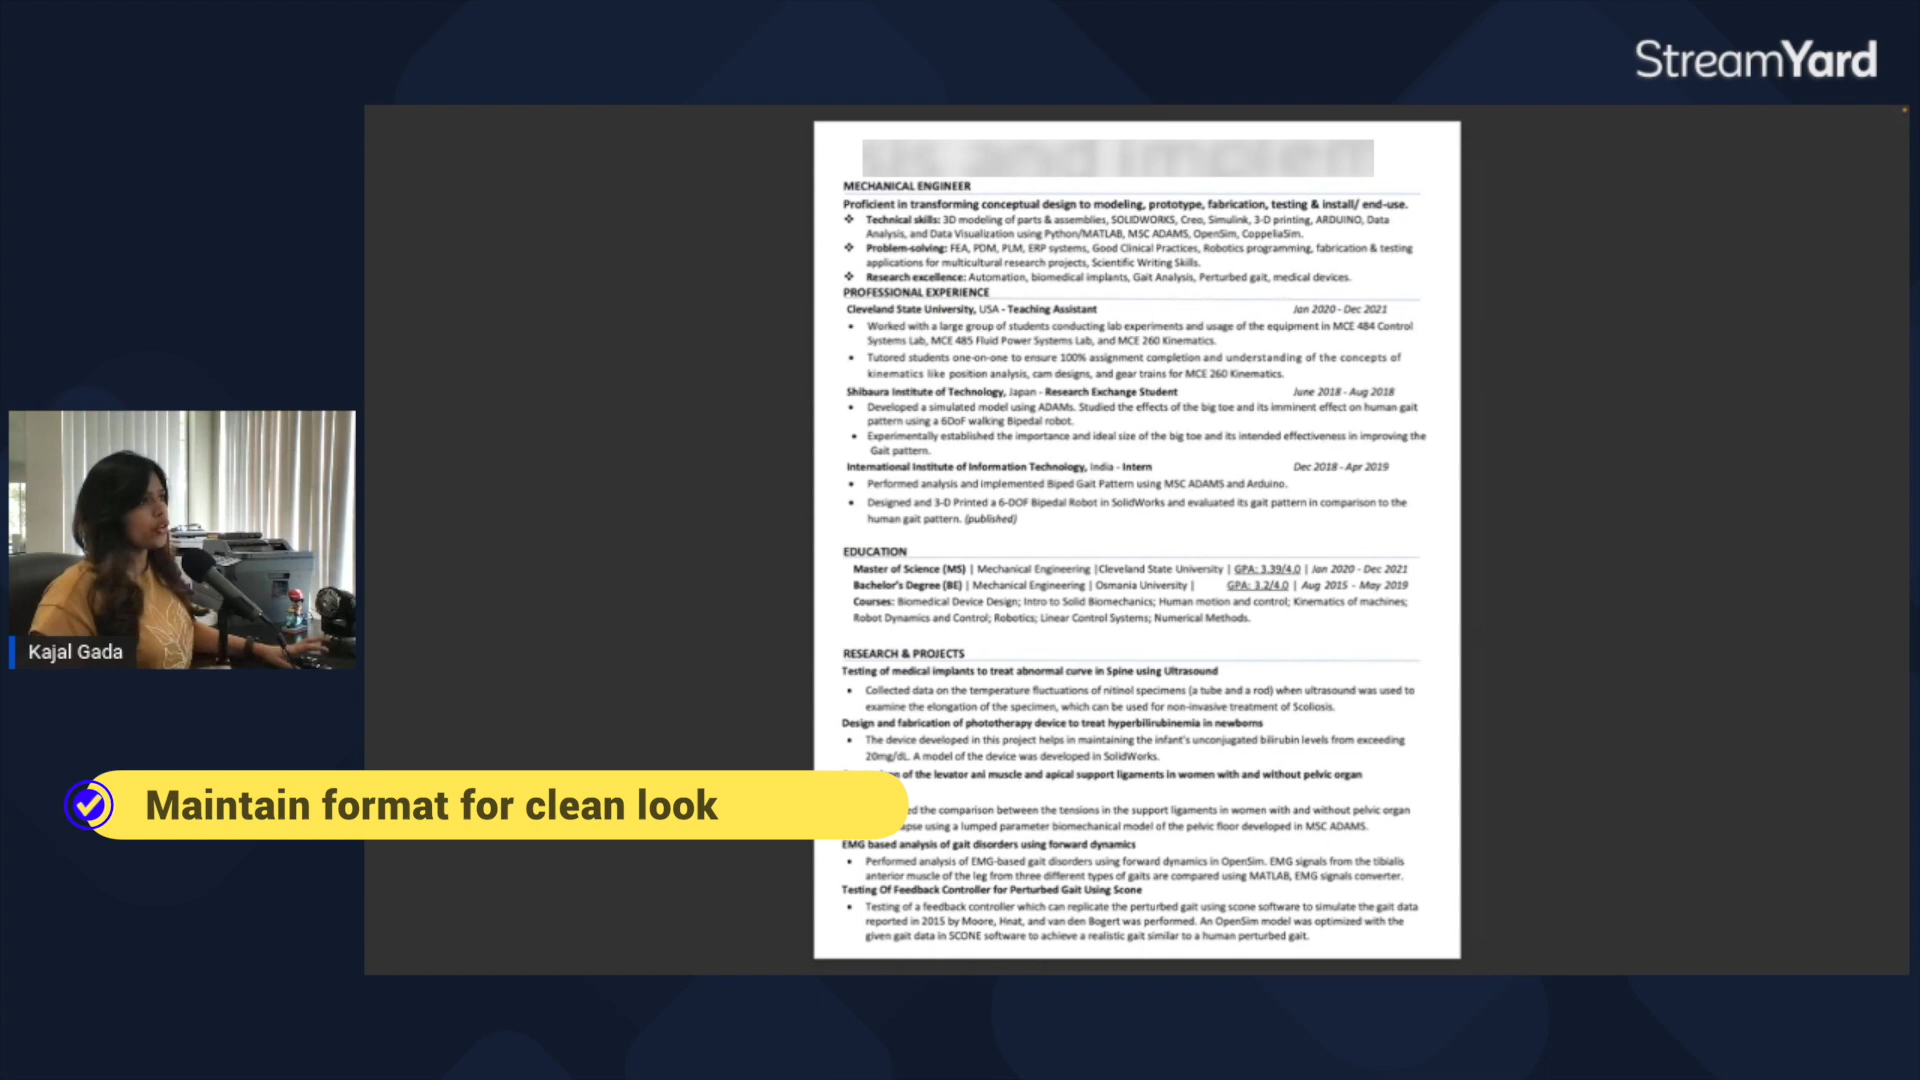 StreamYard
MECHANICAL ENGINEER
Proficient in transforming conceptual design to modeling, prototype, fabrication, testing & install/ end-use.
❖ Technical skills: 3D modeling of parts & assemblies, SOLIDWORKS, Creo, Simulink, 3-D printing, ARDUINO, Data
Analysis, and Data Visualization using Python/MATLAB, MSC ADAMS, OpenSim, CoppeliaSim.
❖ Problem-solving: FEA, PDM, PLM, ERP systems, Good Clinical Practices, Robotics programming, fabrication & testing
applications for multicultural research projects, Scientific Writing Skills.
❖ Research excellence: Automation, biomedical implants, Gait Analysis, Perturbed gait, medical devices.
PROFESSIONAL EXPERIENCE
Cleveland State University, USA - Teaching Assistant Jan 2020 - Dec 2021
• Worked with a large group of students conducting lab experiments and usage of the equipment in MCE 484 Control
Systems Lab, MCE 485 Fluid Power Systems Lab, and MCE 260 Kinematics.
• Tutored students one-on-one to ensure 100% assignment completion and understanding of the concepts of
kinematics like position analysis, cam designs, and gear trains for MCE 260 Kinematics.
Shibaura Institute of Technology, Japan - Research Exchange Student June 2018 - Aug 2018
• Developed a simulated model using ADAMs. Studied the effects of the big toe and its imminent effect on human gait
pattern using a 6DoF walking Bipedal robot.
• Experimentally established the importance and ideal size of the big toe and its intended effectiveness in improving the
Gait pattern.
International Institute of Information Technology, India - Intern Dec 2018 - Apr 2019
• Performed analysis and implemented Biped Gait Pattern using MSC ADAMS and Arduino.
• Designed and 3-D Printed a 6-DOF Bipedal Robot in SolidWorks and evaluated its gait pattern in comparison to the
human gait pattern. (published)
EDUCATION
Master of Science (MS) | Mechanical Engineering |Cleveland State University | GPA: 3.39/4.0 | Jan 2020 - Dec 2021
Bachelor's Degree (BE) | Mechanical Engineering | Osmania University | GPA: 3.2/4.0 | Aug 2015 - May 2019
Courses: Biomedical Device Design; Intro to Solid Biomechanics; Human motion and control; Kinematics of machines;
Robot Dynamics and Control; Robotics; Linear Control Systems; Numerical Methods.
RESEARCH & PROJECTS
Testing of medical implants to treat abnormal curve in Spine using Ultrasound
• Collected data on the temperature fluctuations of nitinol specimens (a tube and a rod) when ultrasound was used to
examine the elongation of the specimen, which can be used for non-invasive treatment of Scoliosis.
Design and fabrication of phototherapy device to treat hyperbilirubinemia in newborns
• The device developed in this project helps in maintaining the infant's unconjugated bilirubin levels from exceeding
20mg/dL. A model of the device was developed in SolidWorks.
of the levator ani muscle and apical support ligaments in women with and without pelvic organ
the comparison between the tensions in the support ligaments in women with and without pelvic organ
using a lumped parameter biomechanical model of the pelvic floor developed in MSC ADAMS.
EMG based analysis of gait disorders using forward dynamics
• Performed analysis of EMG-based gait disorders using forward dynamics in OpenSim. EMG signals from the tibialis
anterior muscle of the leg from three different types of gaits are compared using MATLAB, EMG signals converter.
Testing Of Feedback Controller for Perturbed Gait Using Scone
• Testing of a feedback controller which can replicate the perturbed gait using scone software to simulate the gait data
reported in 2015 by Moore, Hnat, and van den Bogert was performed. An OpenSim model was optimized with the
given gait data in SCONE software to achieve a realistic gait similar to a human perturbed gait.
Kajal Gada
Maintain format for clean look